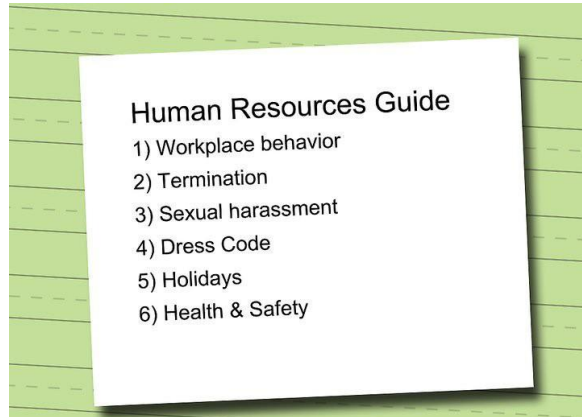 Human Resources Guide
1) Workplace behavior
2) Termination
3) Sexual harassment
4) Dress Code
5) Holidays
6) Health & Safety